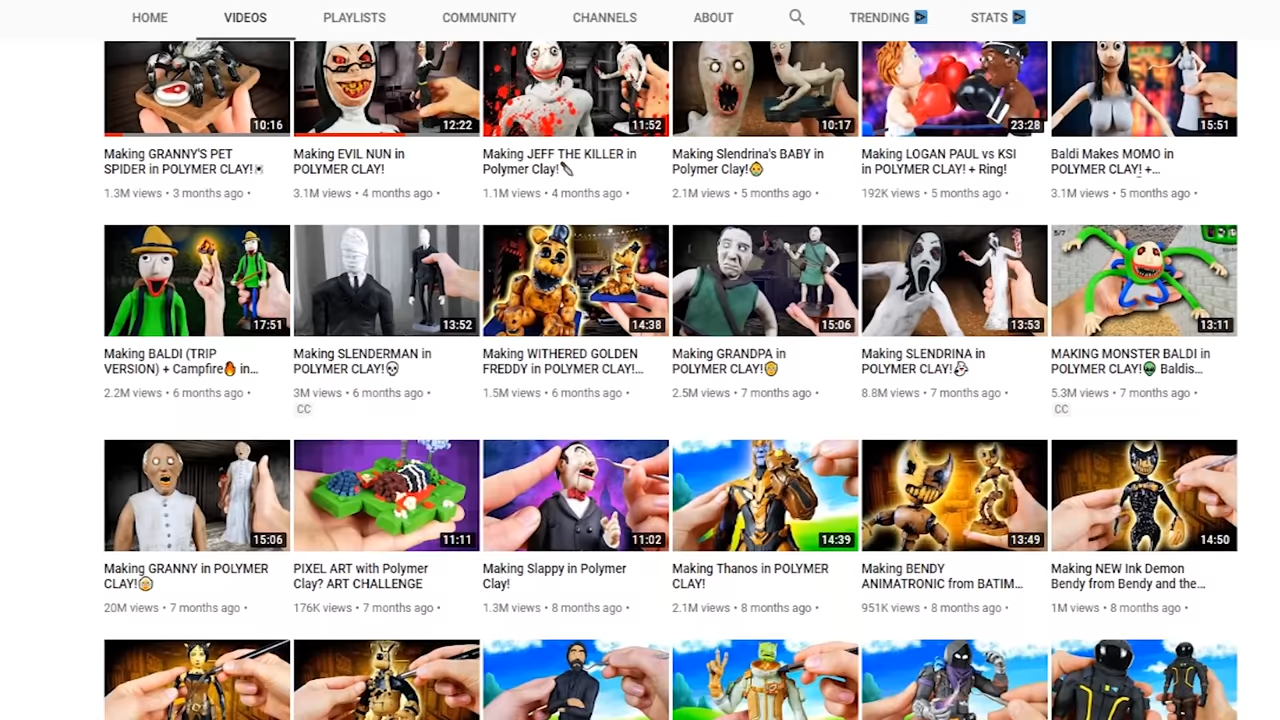 HOME VIDEOS PLAYLISTS COMMUNITY CHANNELS ABOUT TRENDING STATS
10:16 12:22 11:52 10:17 23:28 15:51
Making GRANNY'S PET
SPIDER in POLYMER CLAY!
1.3M views • 3 months ago •
Making EVIL NUN in
POLYMER CLAY!
3.1M views • 4 months ago •
Making JEFF THE KILLER in
Polymer Clay!
1.1M views • 4 months ago •
Making Slendrina's BABY in
Polymer Clay!
2.1M views • 5 months ago •
Making LOGAN PAUL vs KSI
in POLYMER CLAY! + Ring!
192K views • 5 months ago •
Baldi Makes MOMO in
POLYMER CLAY! +...
3.1M views • 5 months ago •
5/7
17:51 13:52 14:38 15:06 13:53 13:11
Making BALDI (TRIP
VERSION) + Campfire🔥 in...
2.2M views • 6 months ago •
Making SLENDERMAN in
POLYMER CLAY!💀
3M views • 6 months ago •
CC
Making WITHERED GOLDEN
FREDDY in POLYMER CLAY!...
1.5M views • 6 months ago •
Making GRANDPA in
POLYMER CLAY!
2.5M views • 7 months ago •
Making SLENDRINA in
POLYMER CLAY!👻
8.8M views • 7 months ago •
MAKING MONSTER BALDI in
POLYMER CLAY!👽 Baldis...
5.3M views • 7 months ago •
CC
15:06 11:11 11:02 14:39 13:49 14:50
Making GRANNY in POLYMER
CLAY!
20M views • 7 months ago •
PIXEL ART with Polymer
Clay? ART CHALLENGE
176K views • 7 months ago •
Making Slappy in Polymer
Clay!
1.3M views • 8 months ago •
Making Thanos in POLYMER
CLAY!
2.1M views • 8 months ago •
Making BENDY
ANIMATRONIC from BATIM...
951K views • 8 months ago •
Making NEW Ink Demon
Bendy from Bendy and the...
1M views • 8 months ago •